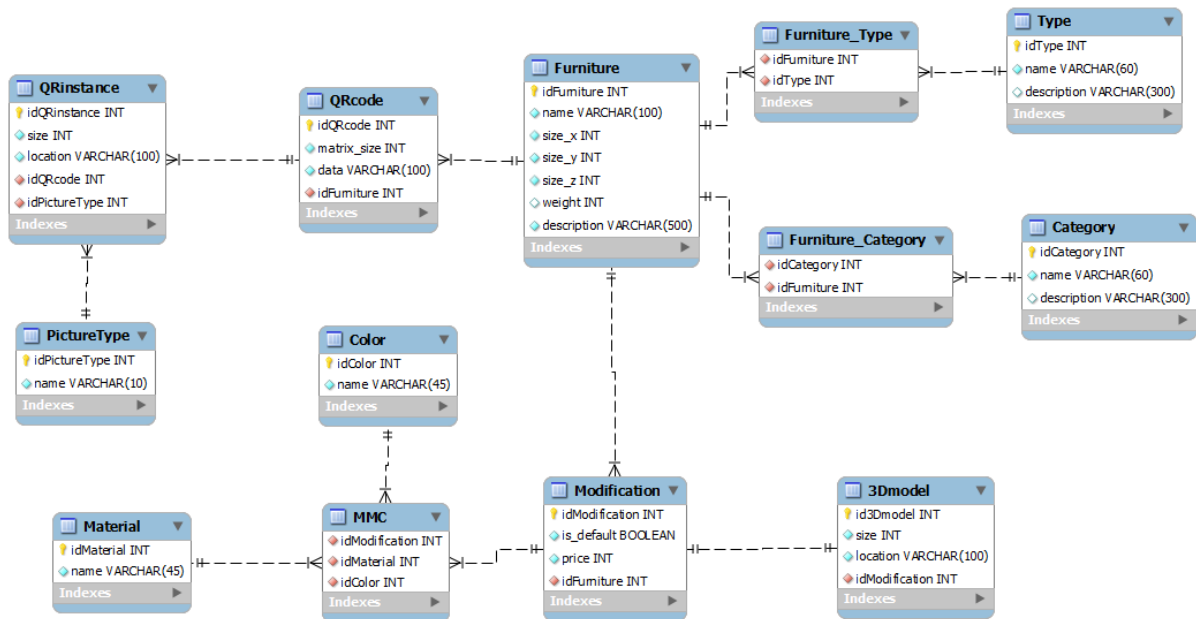 QRinstance
idQRinstance INT
size INT
location VARCHAR(100)
idQRcode INT
idPictureType INT
Indexes
QRcode
idQRcode INT
matrix_size INT
data VARCHAR(100)
idFurniture INT
Indexes
Furniture
idFurniture INT
name VARCHAR(100)
size_x INT
size_y INT
size_z INT
weight INT
description VARCHAR(500)
Indexes
Furniture_Type
idFurniture INT
idType INT
Indexes
Type
idType INT
name VARCHAR(60)
description VARCHAR(300)
Indexes
Furniture_Category
idCategory INT
idFurniture INT
Indexes
Category
idCategory INT
name VARCHAR(60)
description VARCHAR(300)
Indexes
PictureType
idPictureType INT
name VARCHAR(10)
Indexes
Color
idColor INT
name VARCHAR(45)
Indexes
Material
idMaterial INT
name VARCHAR(45)
Indexes
MMC
idModification INT
idMaterial INT
idColor INT
Indexes
Modification
idModification INT
is_default BOOLEAN
price INT
idFurniture INT
Indexes
3Dmodel
id3Dmodel INT
size INT
location VARCHAR(100)
idModification INT
Indexes